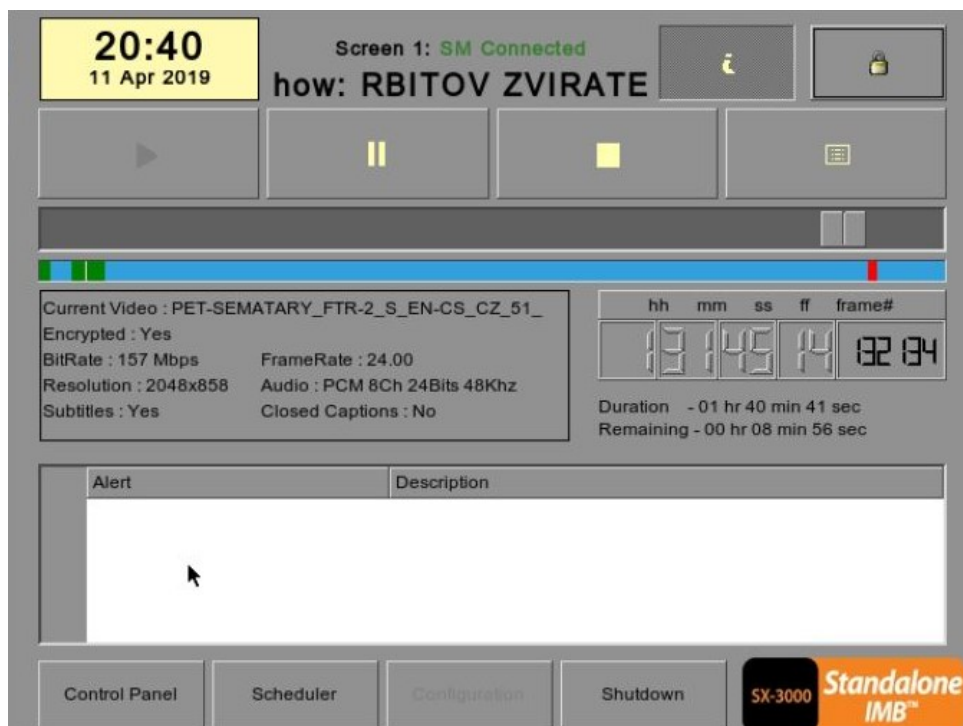 20:40
11 Apr 2019
Screen 1: SM Connected
how: RBITOV ZVIRATE
i
Current Video : PET-SEMATARY_FTR-2_S_EN-CS_CZ_51_
Encrypted : Yes
BitRate : 157 Mbps FrameRate : 24.00
Resolution : 2048x858 Audio : PCM 8Ch 24Bits 48Khz
Subtitles : Yes Closed Captions : No
hh mm ss ff frame#
1 31 45 14 132134
Duration - 01 hr 40 min 41 sec
Remaining - 00 hr 08 min 56 sec
Alert Description
Control Panel Scheduler Configuration Shutdown
SX-3000 Standalone
IMB™